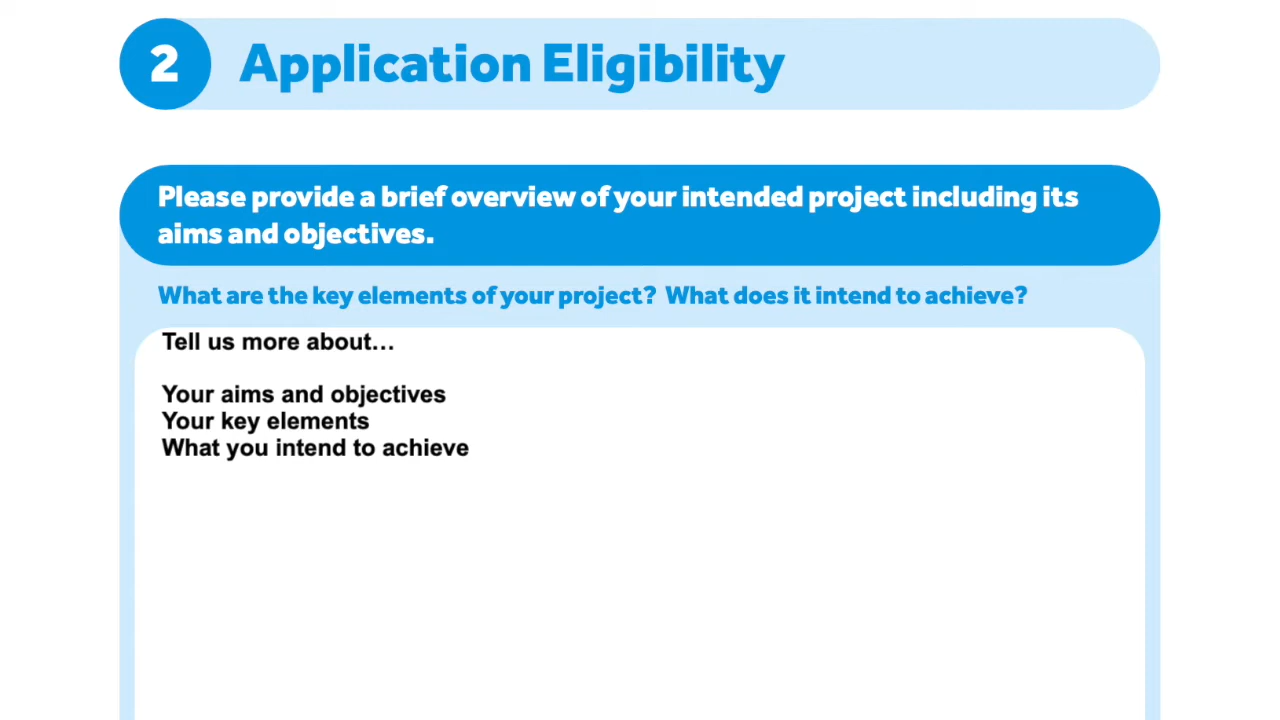 2 Application Eligibility
Please provide a brief overview of your intended project including its
aims and objectives.
What are the key elements of your project? What does it intend to achieve?
Tell us more about...
Your aims and objectives
Your key elements
What you intend to achieve